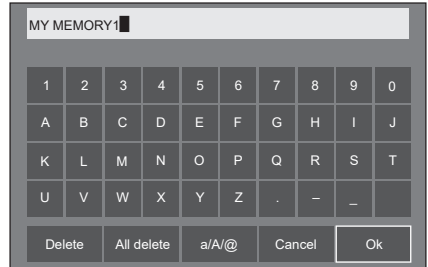 MY MEMORY1
1 2 3 4 5 6 7 8 9 0
A B C D E F G H I J
K L M N O P Q R S T
U V W X Y Z . – _
Delete All delete a/A/@ Cancel Ok